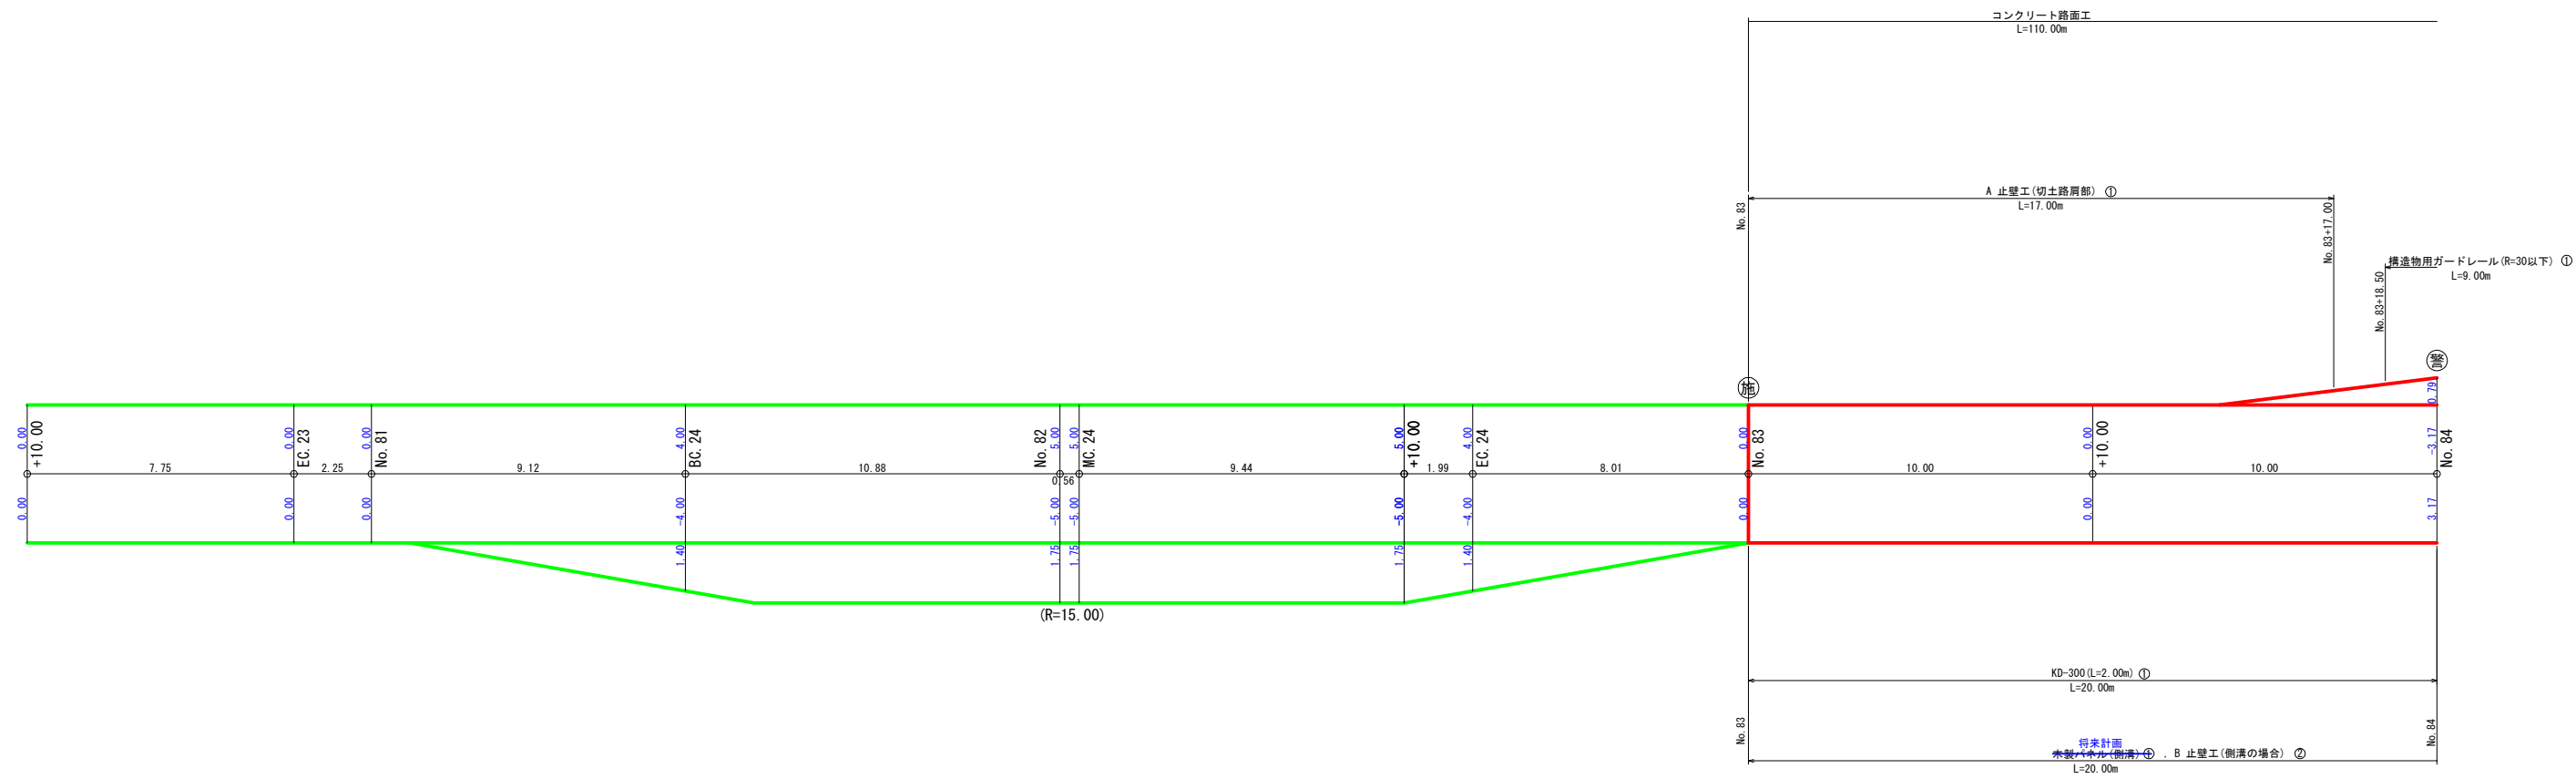 コンクリート路面工
L=110.00m
A 止壁工(切土路肩部) ①
L=17.00m
No.83
No.83+17.00
構造物用ガードレール(R=30以下) ①
L=9.00m
No.83+18.50
施
警
0.79
0.00 0.00 0.00 4.00 5.00 5.00 5.00 4.00 0.00 0.00 -3.17
+10.00 EC.23 No.81 BC.24 No.82 MC.24 +10.00 EC.24 No.83 +10.00 No.84
7.75 2.25 9.12 10.88 0.56 9.44 1.99 8.01 10.00 10.00
0.00 0.00 0.00 -4.00 -5.00 -5.00 -5.00 -4.00 0.00 0.00 3.17
1.40 1.75 1.75 1.75 1.40
(R=15.00)
KD-300(L=2.00m) ①
L=20.00m
No.83
No.84
将来計画
木製パネル(側溝) ① , B 止壁工(側溝の場合) ②
L=20.00m